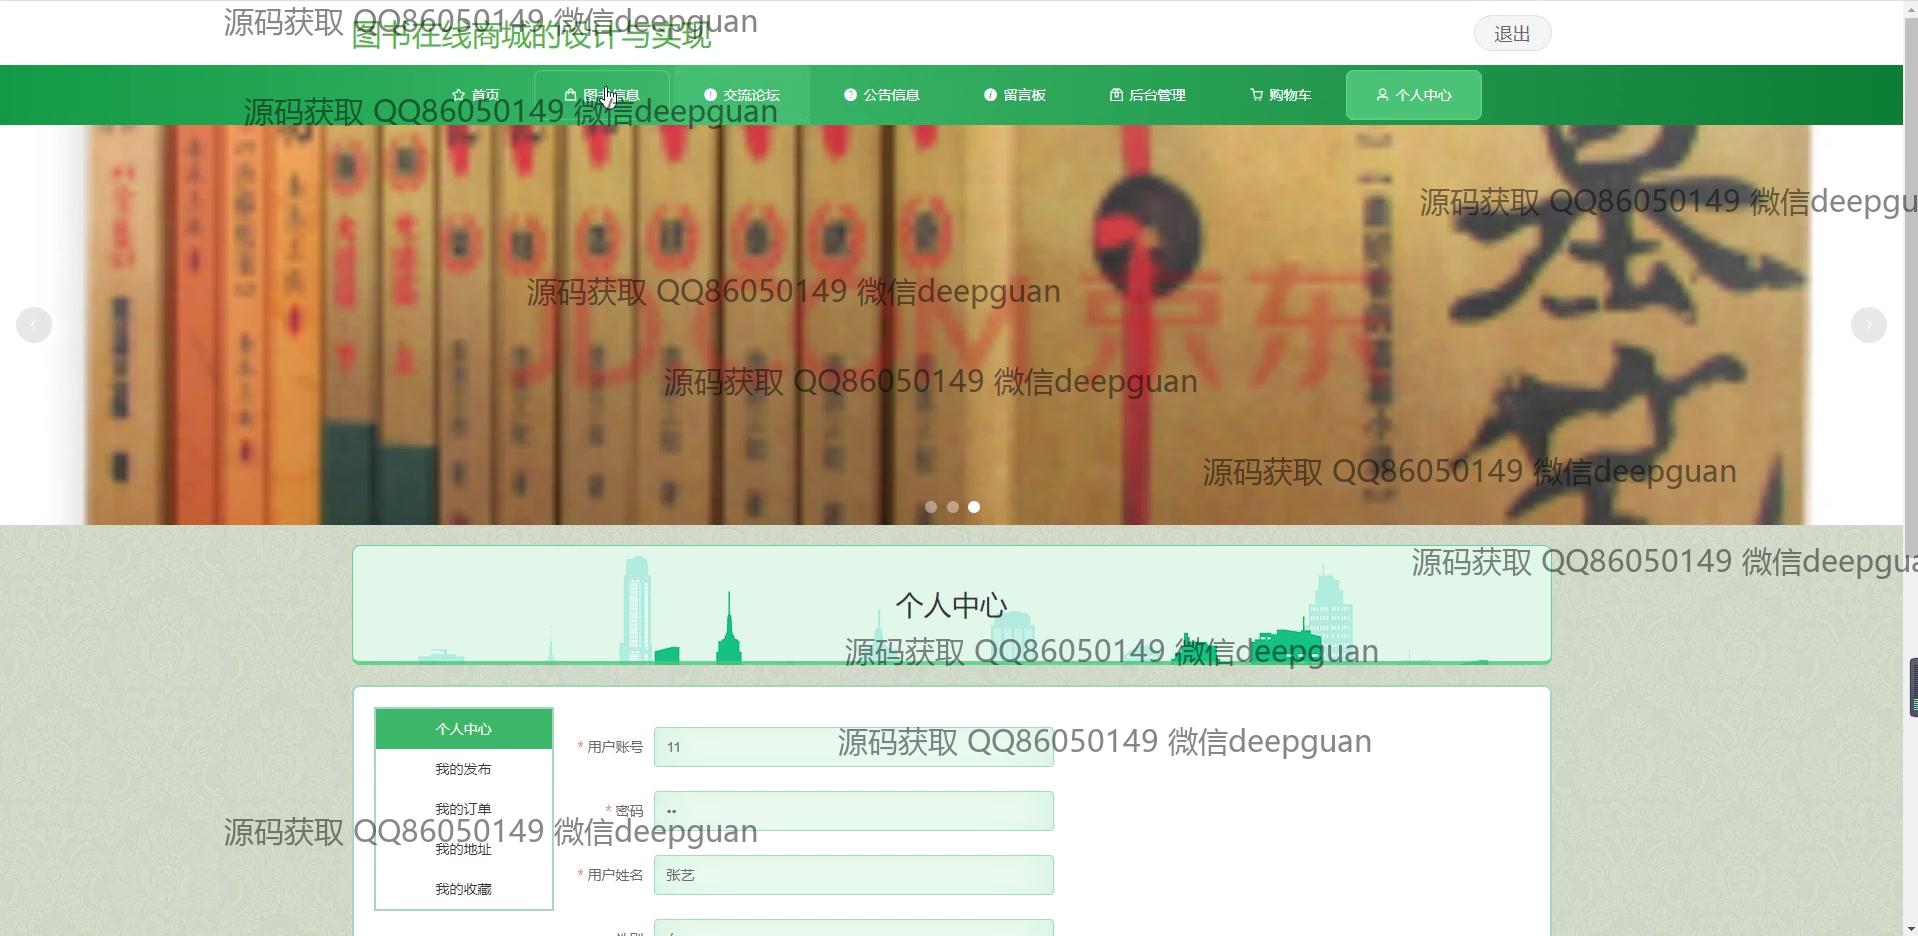 源码获取 QQ86050149 微信deepguan
图书在线商城的设计与实现
退出
首页
图书信息
交流论坛
公告信息
留言板
后台管理
购物车
个人中心
源码获取 QQ86050149 微信deepguan
源码获取 QQ86050149 微信deepgu
源码获取 QQ86050149 微信deepguan
JD.COM 京东
源码获取 QQ86050149 微信deepguan
源码获取 QQ86050149 微信deepguan
源码获取 QQ86050149 微信deepgua
个人中心
源码获取 QQ86050149 微信deepguan
个人中心
* 用户账号 11
源码获取 QQ86050149 微信deepguan
我的发布
我的订单
* 密码 ••
源码获取 QQ86050149 微信deepguan
我的地址
* 用户姓名 张艺
我的收藏